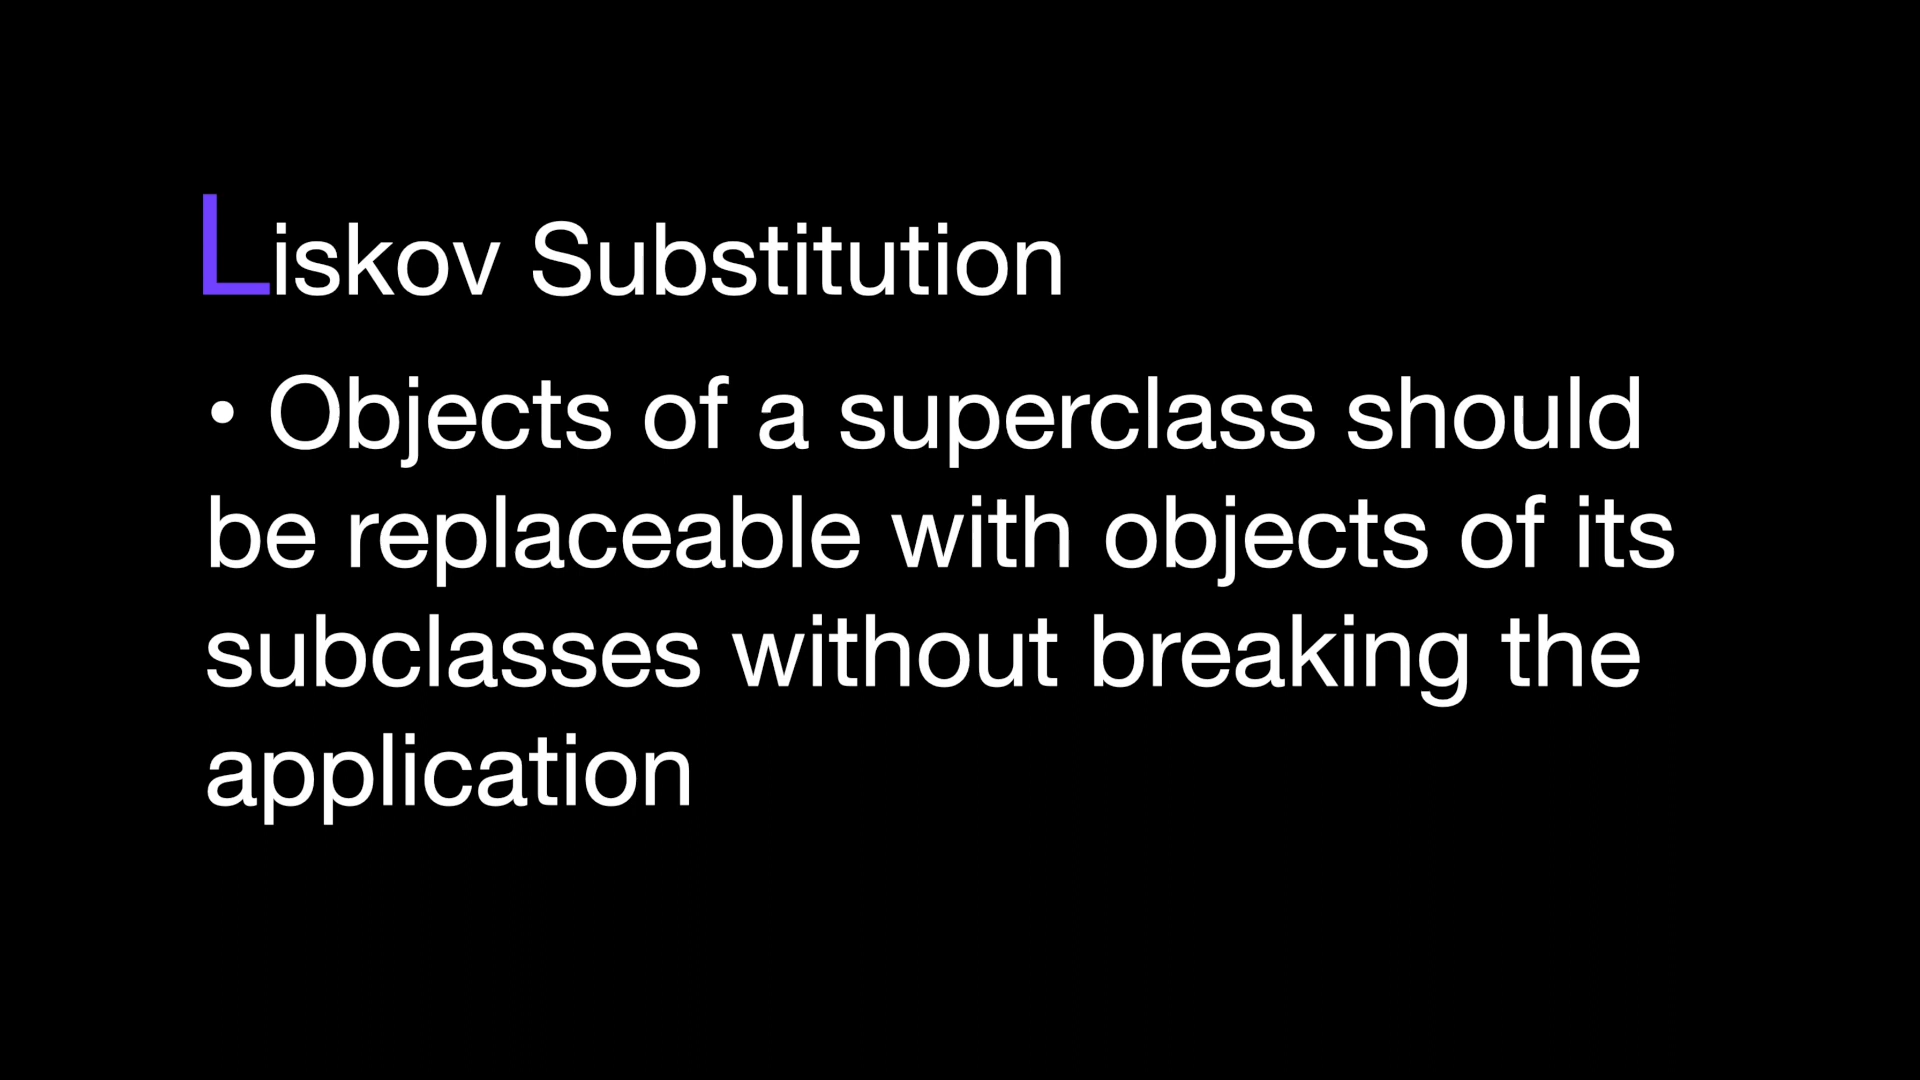 Liskov Substitution
• Objects of a superclass should
be replaceable with objects of its
subclasses without breaking the
application